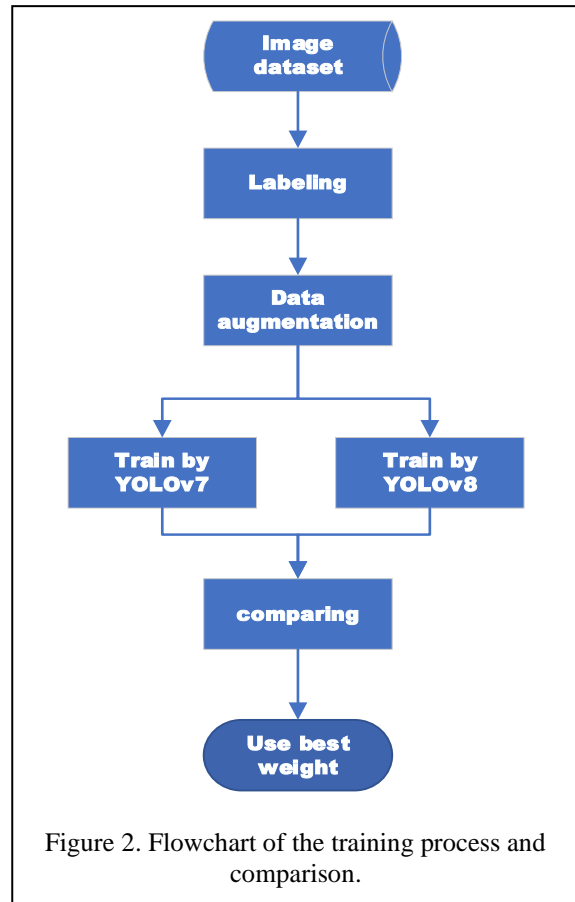 Image
dataset
Labeling
Data
augmentation
Train by
YOLOv7
Train by
YOLOv8
comparing
Use best
weight
Figure 2. Flowchart of the training process and
comparison.